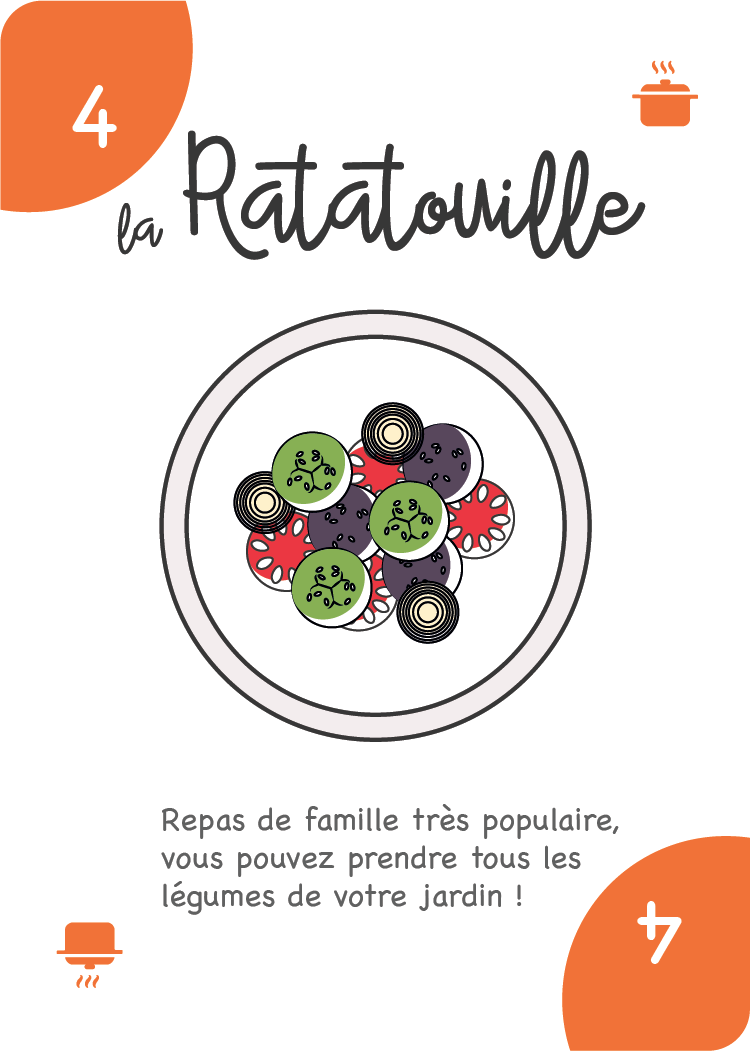 4
la Ratatouille
Repas de famille très populaire,
vous pouvez prendre tous les
légumes de votre jardin !
4